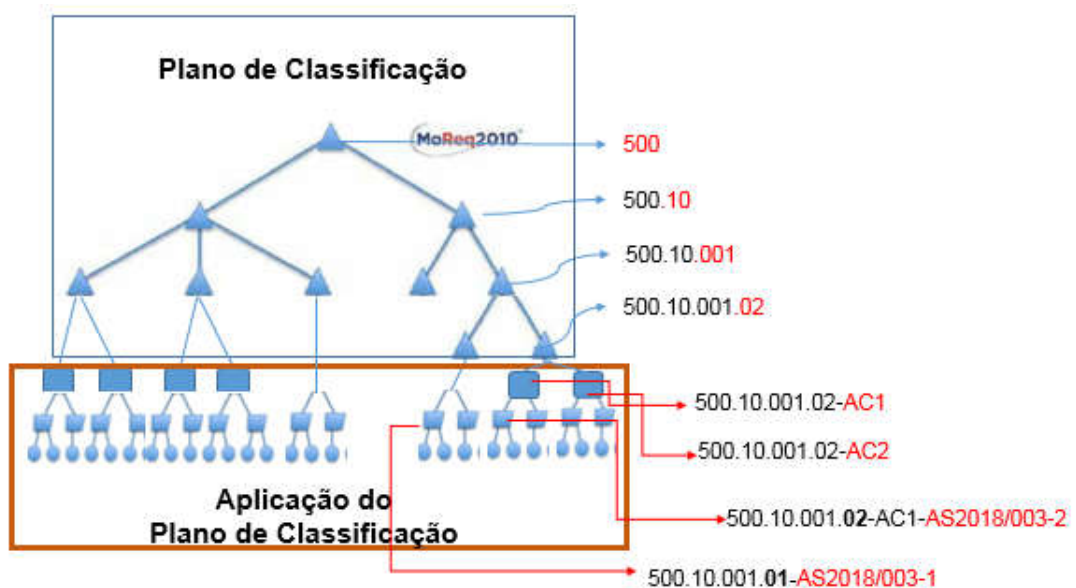 Plano de Classificação
MoReq2010
500
500.10
500.10.001
500.10.001.02
500.10.001.02-AC1
500.10.001.02-AC2
Aplicação do
Plano de Classificação
500.10.001.02-AC1-AS2018/003-2
500.10.001.01-AS2018/003-1